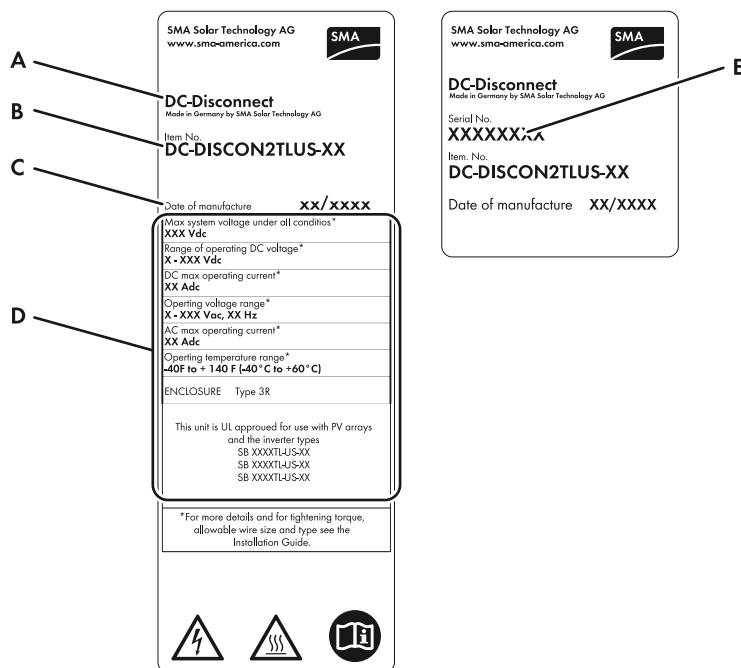 SMA Solar Technology AG
www.sma-america.com
SMA
A
DC-Disconnect
Made in Germany by SMA Solar Technology AG
B
Item No.
DC-DISCON2TLUS-XX
C
Date of manufacture xx/xxxx
Max system voltage under all conditios*
XXX Vdc
Range of operating DC voltage*
X - XXX Vdc
DC max operating current*
XX Adc
D
Operting voltage range*
X - XXX Vac, XX Hz
AC max operating current*
XX Adc
Operting temperature range*
-40F to + 140 F (-40°C to +60°C)
ENCLOSURE Type 3R
This unit is UL approued for use with PV arrays
and the inverter types
SB XXXXTL-US-XX
SB XXXXTL-US-XX
SB XXXXTL-US-XX
*For more details and for tightening torque,
allowable wire size and type see the
Installation Guide.
SMA Solar Technology AG
www.sma-america.com
SMA
E
DC-Disconnect
Made in Germany by SMA Solar Technology AG
Serial No.
XXXXXXXX
Item. No.
DC-DISCON2TLUS-XX
Date of manufacture XX/XXXX